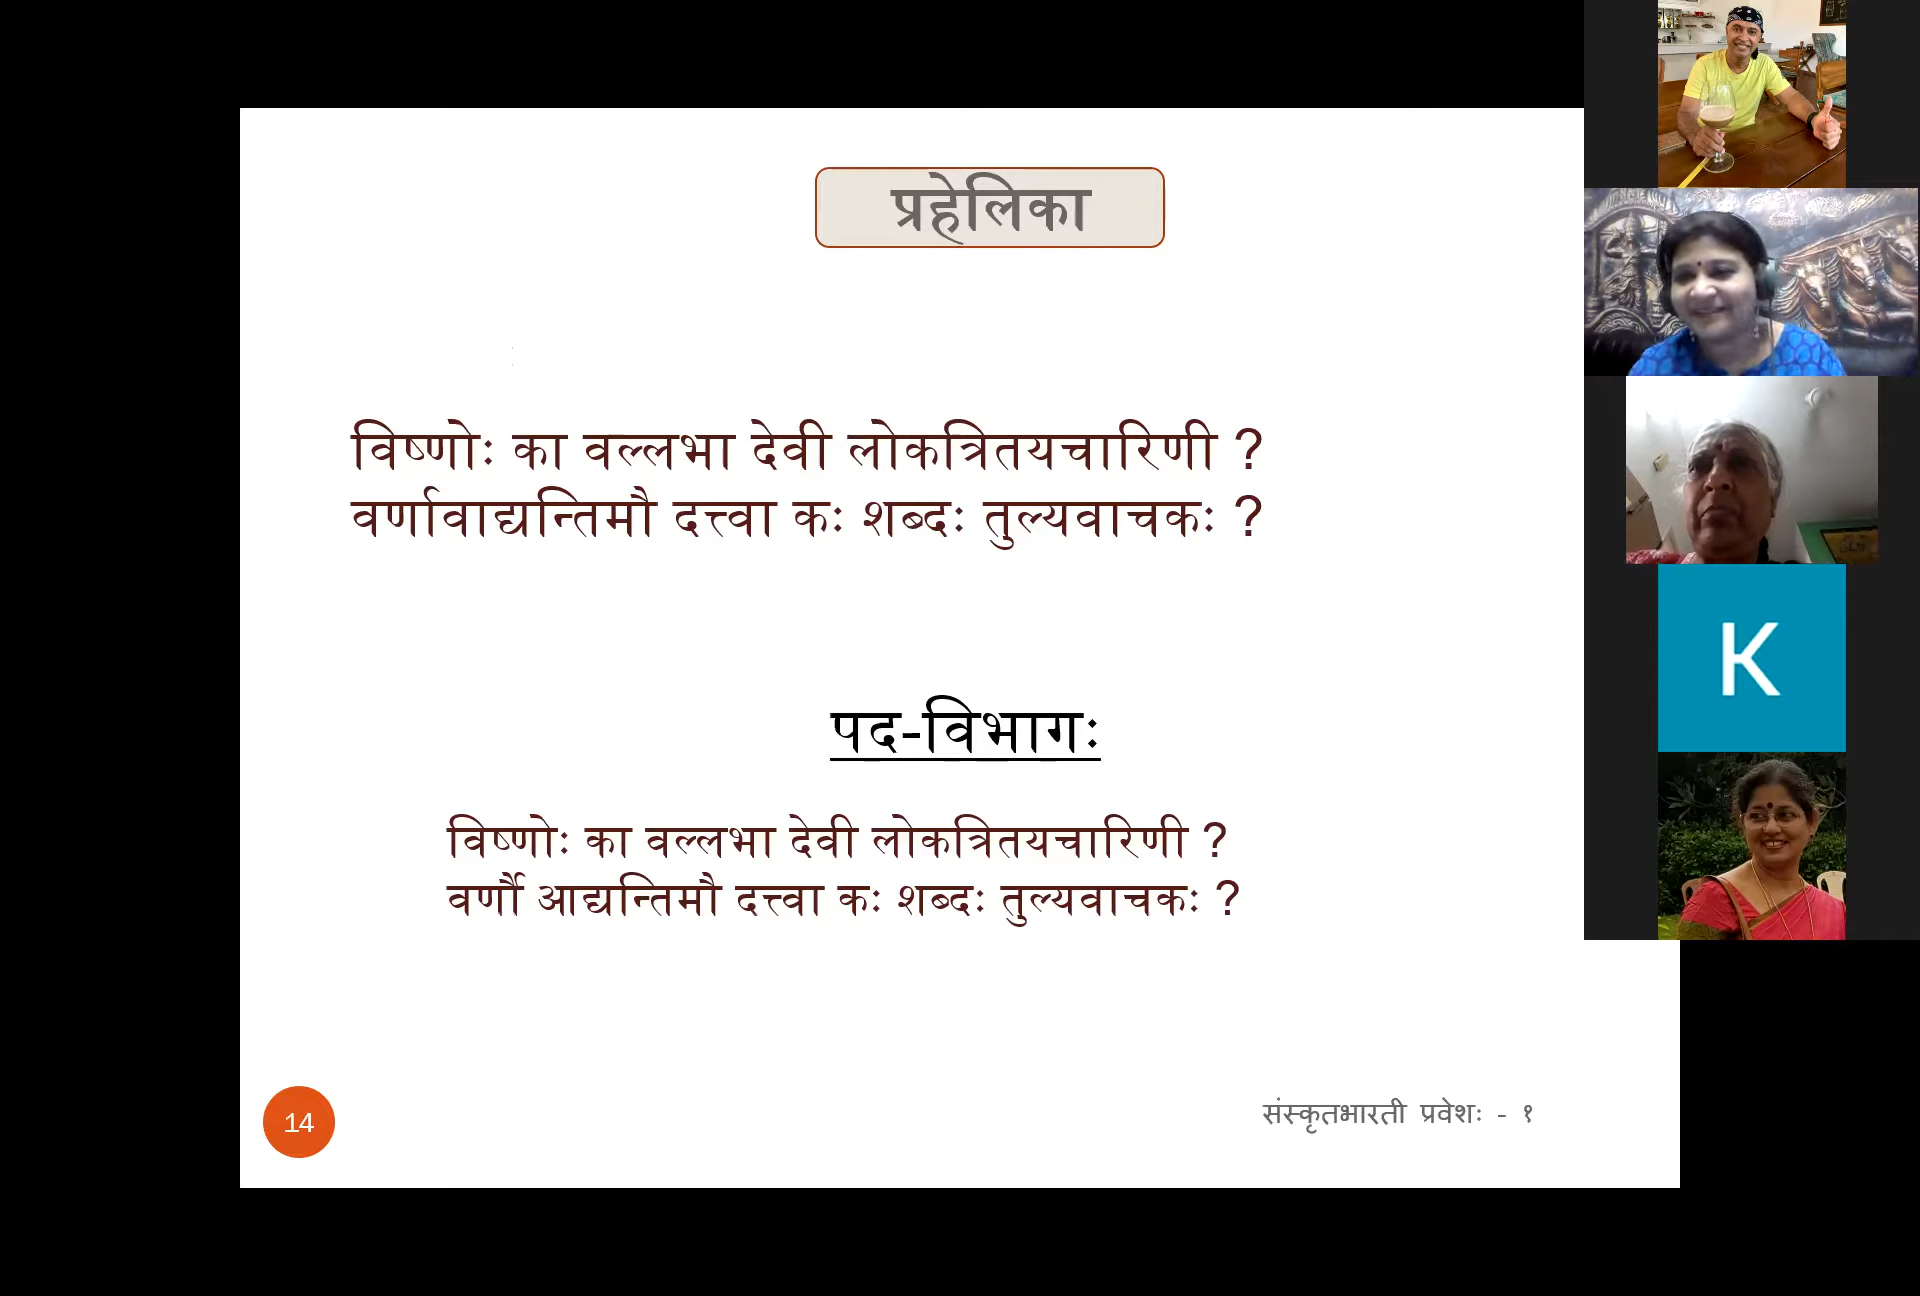 प्रहेलिका
विष्णोः का वल्लभा देवी लोकत्रितयचारिणी ?
वर्णावाद्यन्तिमौ दत्त्वा कः शब्दः तुल्यवाचकः ?
पद-विभागः
विष्णोः का वल्लभा देवी लोकत्रितयचारिणी ?
वर्णौ आद्यन्तिमौ दत्त्वा कः शब्दः तुल्यवाचकः ?
14
संस्कृतभारती प्रवेशः - १
K